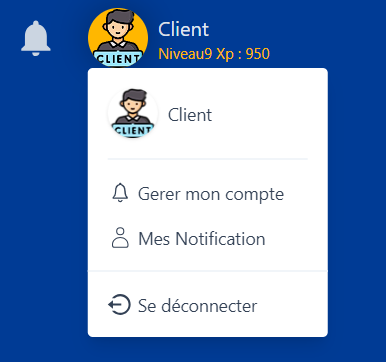 Client
Niveau9 Xp : 950
CLIENT
CLIENT
Client
Gerer mon compte
Mes Notification
Se déconnecter